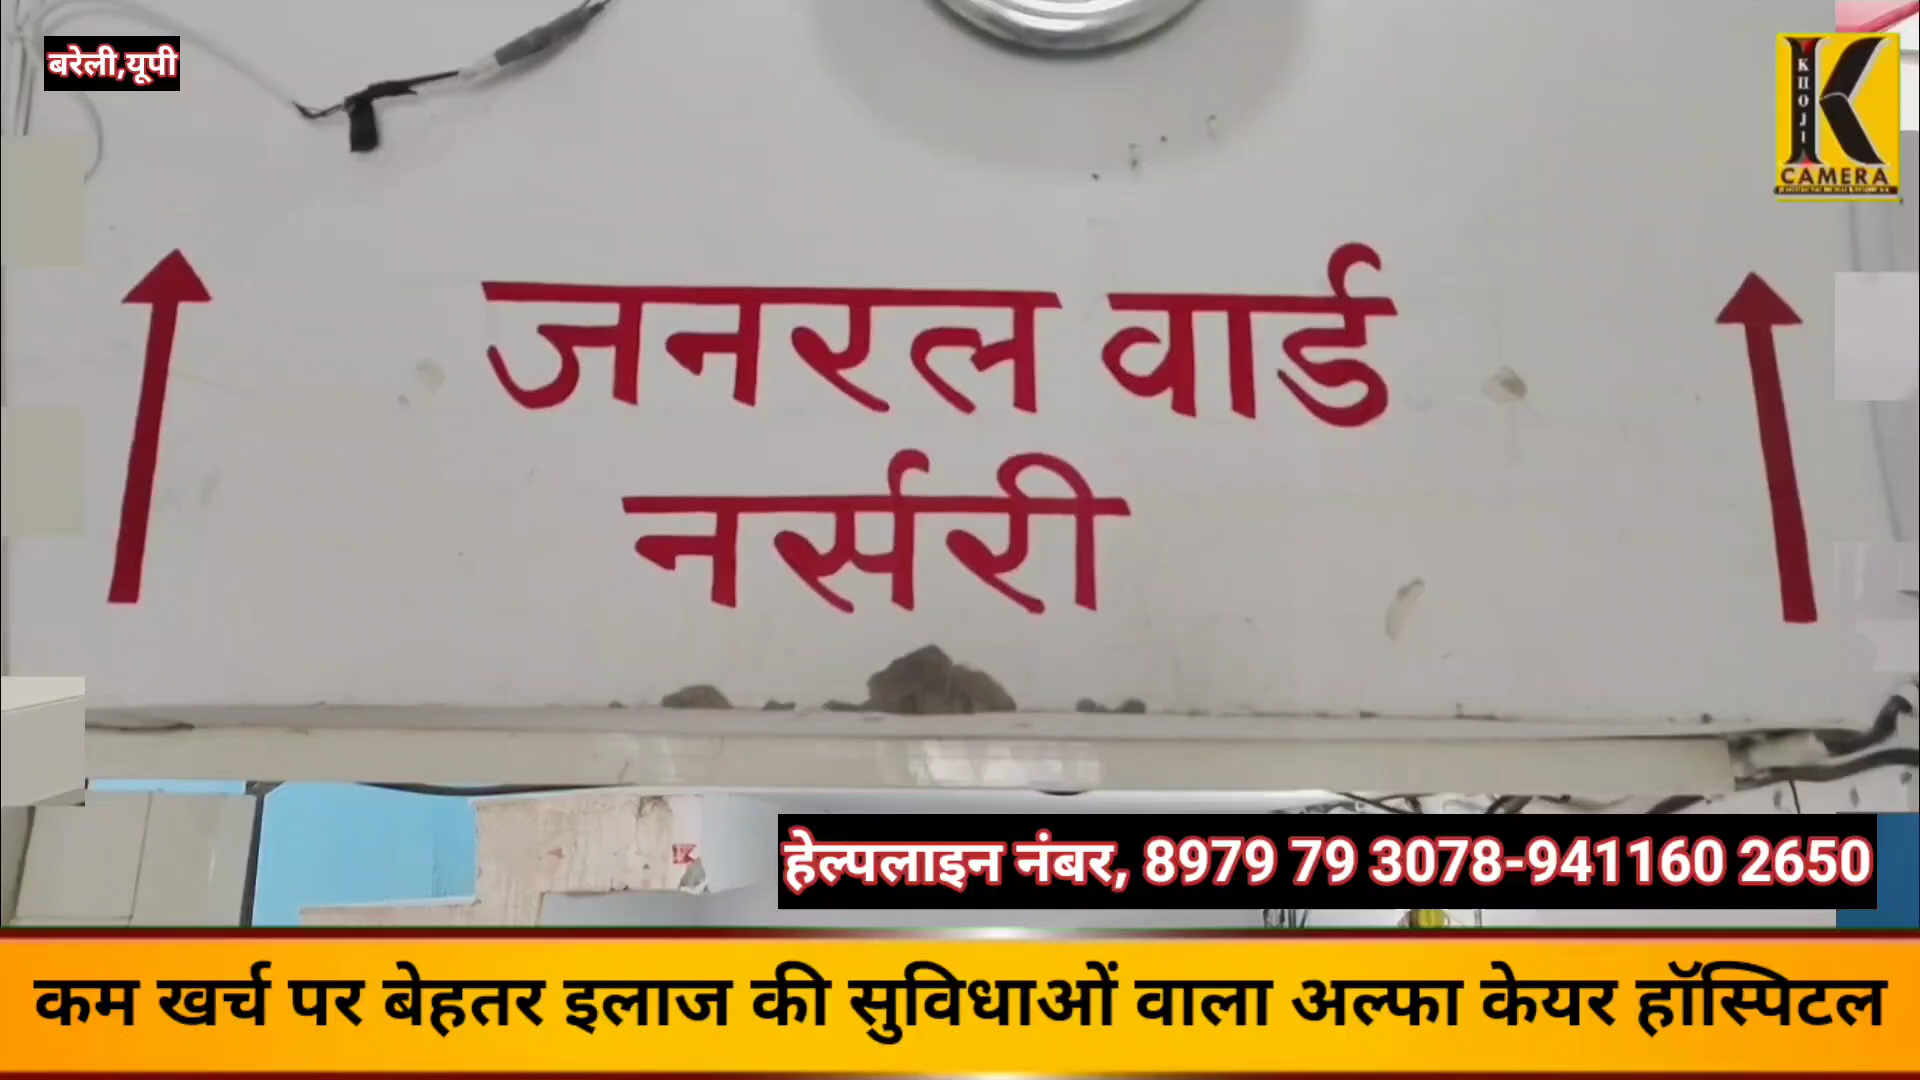 बरेली,यूपी
KHOJI
CAMERA
जनरल वार्ड
नर्सरी
हेल्पलाइन नंबर, 8979 79 3078-941160 2650
कम खर्च पर बेहतर इलाज की सुविधाओं वाला अल्फा केयर हॉस्पिटल